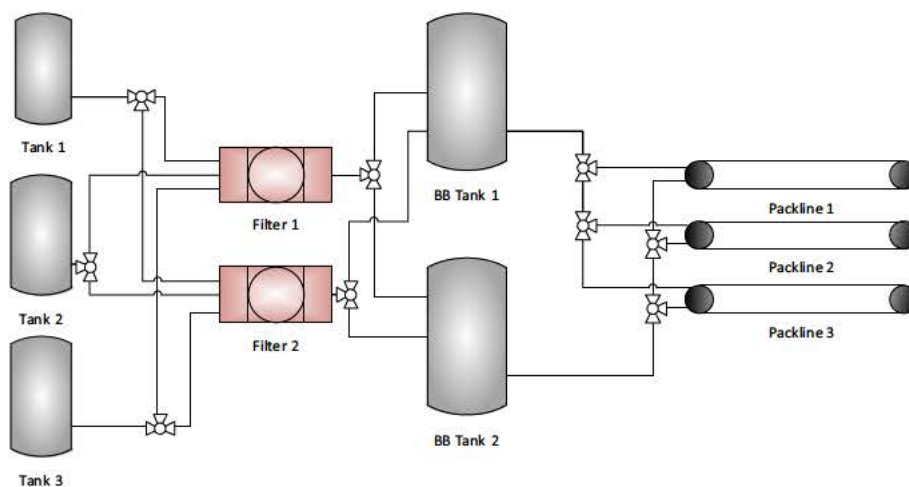 Tank 1
Tank 2
Tank 3
Filter 1
Filter 2
BB Tank 1
BB Tank 2
Packline 1
Packline 2
Packline 3